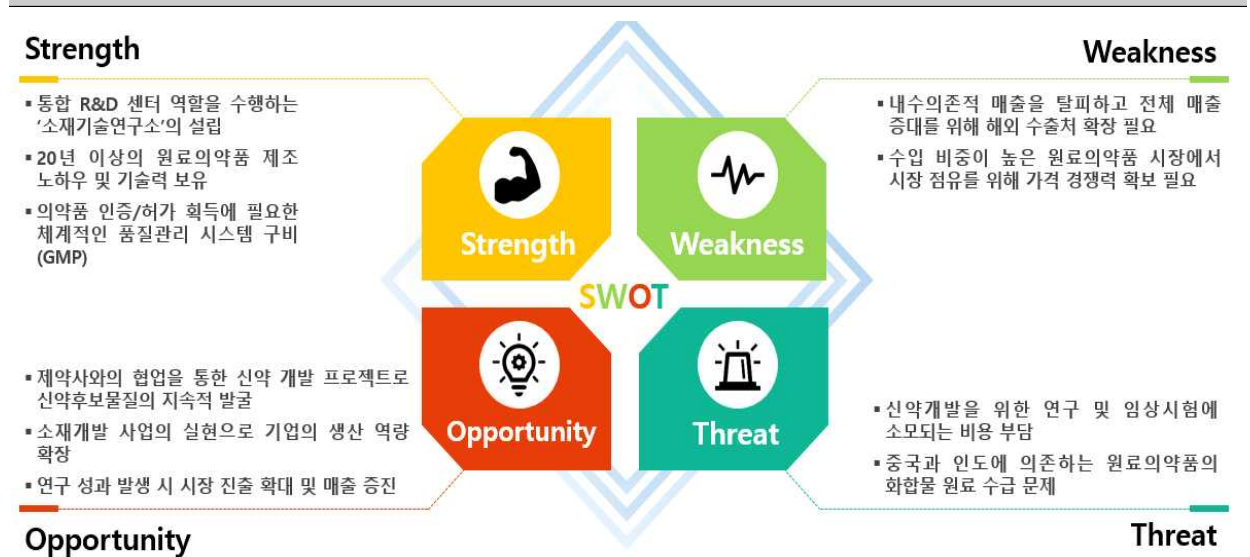 Strength
▪ 통합 R&D 센터 역할을 수행하는
'소재기술연구소'의 설립
▪ 20년 이상의 원료의약품 제조
노하우 및 기술력 보유
▪ 의약품 인증/허가 획득에 필요한
체계적인 품질관리 시스템 구비
(GMP)
Weakness
▪ 내수의존적 매출을 탈피하고 전체 매출
증대를 위해 해외 수출처 확장 필요
▪ 수입 비중이 높은 원료의약품 시장에서
시장 점유를 위해 가격 경쟁력 확보 필요
Strength
Weakness
SWOT
Opportunity
Threat
▪ 제약사와의 협업을 통한 신약 개발 프로젝트로
신약후보물질의 지속적 발굴
▪ 소재개발 사업의 실현으로 기업의 생산 역량
확장
▪ 연구 성과 발생 시 시장 진출 확대 및 매출 증진
Opportunity
▪ 신약개발을 위한 연구 및 임상시험에
소모되는 비용 부담
▪ 중국과 인도에 의존하는 원료의약품의
화합물 원료 수급 문제
Threat